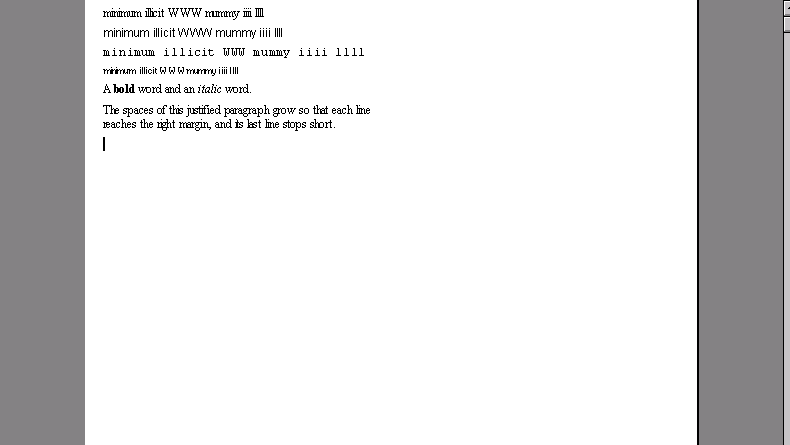 minimum illicit WWW mummy iiii llll
minimum illicit WWW mummy iiii llll
minimum illicit WWW mummy iiii llll
minimum illicit WWW mummy iiii llll
A bold word and an italic word.
The spaces of this justified paragraph grow so that each line
reaches the right margin, and its last line stops short.